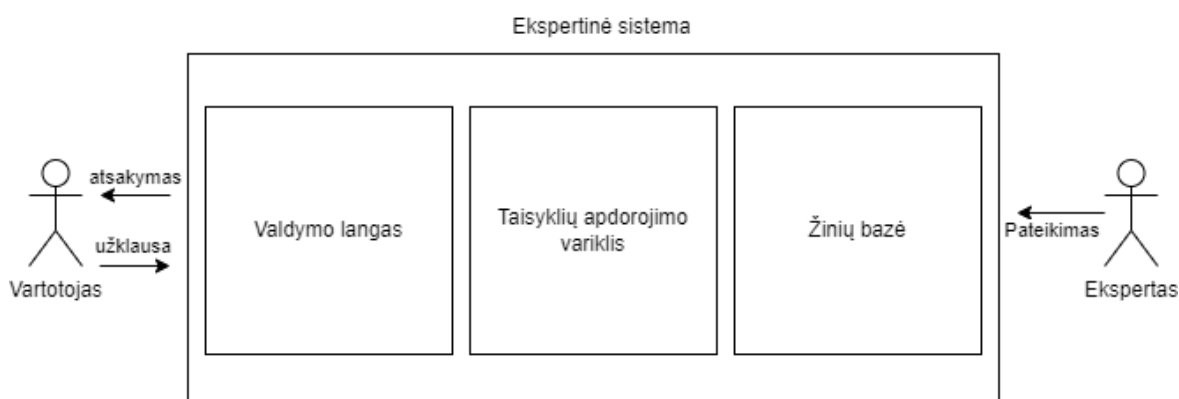 Ekspertinė sistema
atsakymas
užklausa
Vartotojas
Valdymo langas
Taisyklių apdorojimo
variklis
Žinių bazė
Pateikimas
Ekspertas